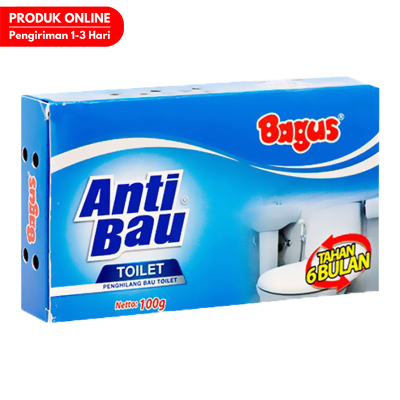 PRODUK ONLINE
Pengiriman 1-3 Hari
Bagus®
Anti
Bau
TOILET
PENGHILANG BAU TOILET
Netto: 100g
TAHAN
6 BULAN
Bagus